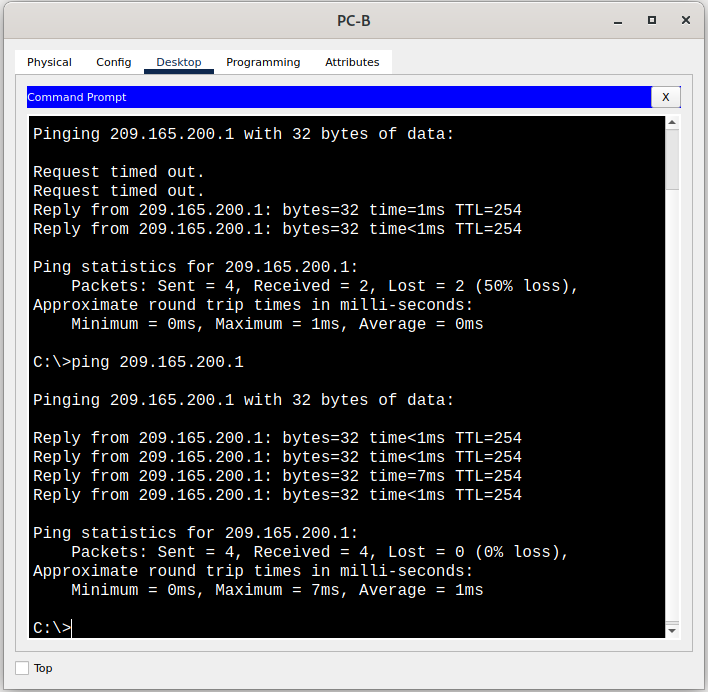 PC-B
Physical Config Desktop Programming Attributes
Command Prompt X
Pinging 209.165.200.1 with 32 bytes of data:
Request timed out.
Request timed out.
Reply from 209.165.200.1: bytes=32 time=1ms TTL=254
Reply from 209.165.200.1: bytes=32 time<1ms TTL=254
Ping statistics for 209.165.200.1:
    Packets: Sent = 4, Received = 2, Lost = 2 (50% loss),
Approximate round trip times in milli-seconds:
    Minimum = 0ms, Maximum = 1ms, Average = 0ms
C:\>ping 209.165.200.1
Pinging 209.165.200.1 with 32 bytes of data:
Reply from 209.165.200.1: bytes=32 time<1ms TTL=254
Reply from 209.165.200.1: bytes=32 time<1ms TTL=254
Reply from 209.165.200.1: bytes=32 time=7ms TTL=254
Reply from 209.165.200.1: bytes=32 time<1ms TTL=254
Ping statistics for 209.165.200.1:
    Packets: Sent = 4, Received = 4, Lost = 0 (0% loss),
Approximate round trip times in milli-seconds:
    Minimum = 0ms, Maximum = 7ms, Average = 1ms
C:\>
Top